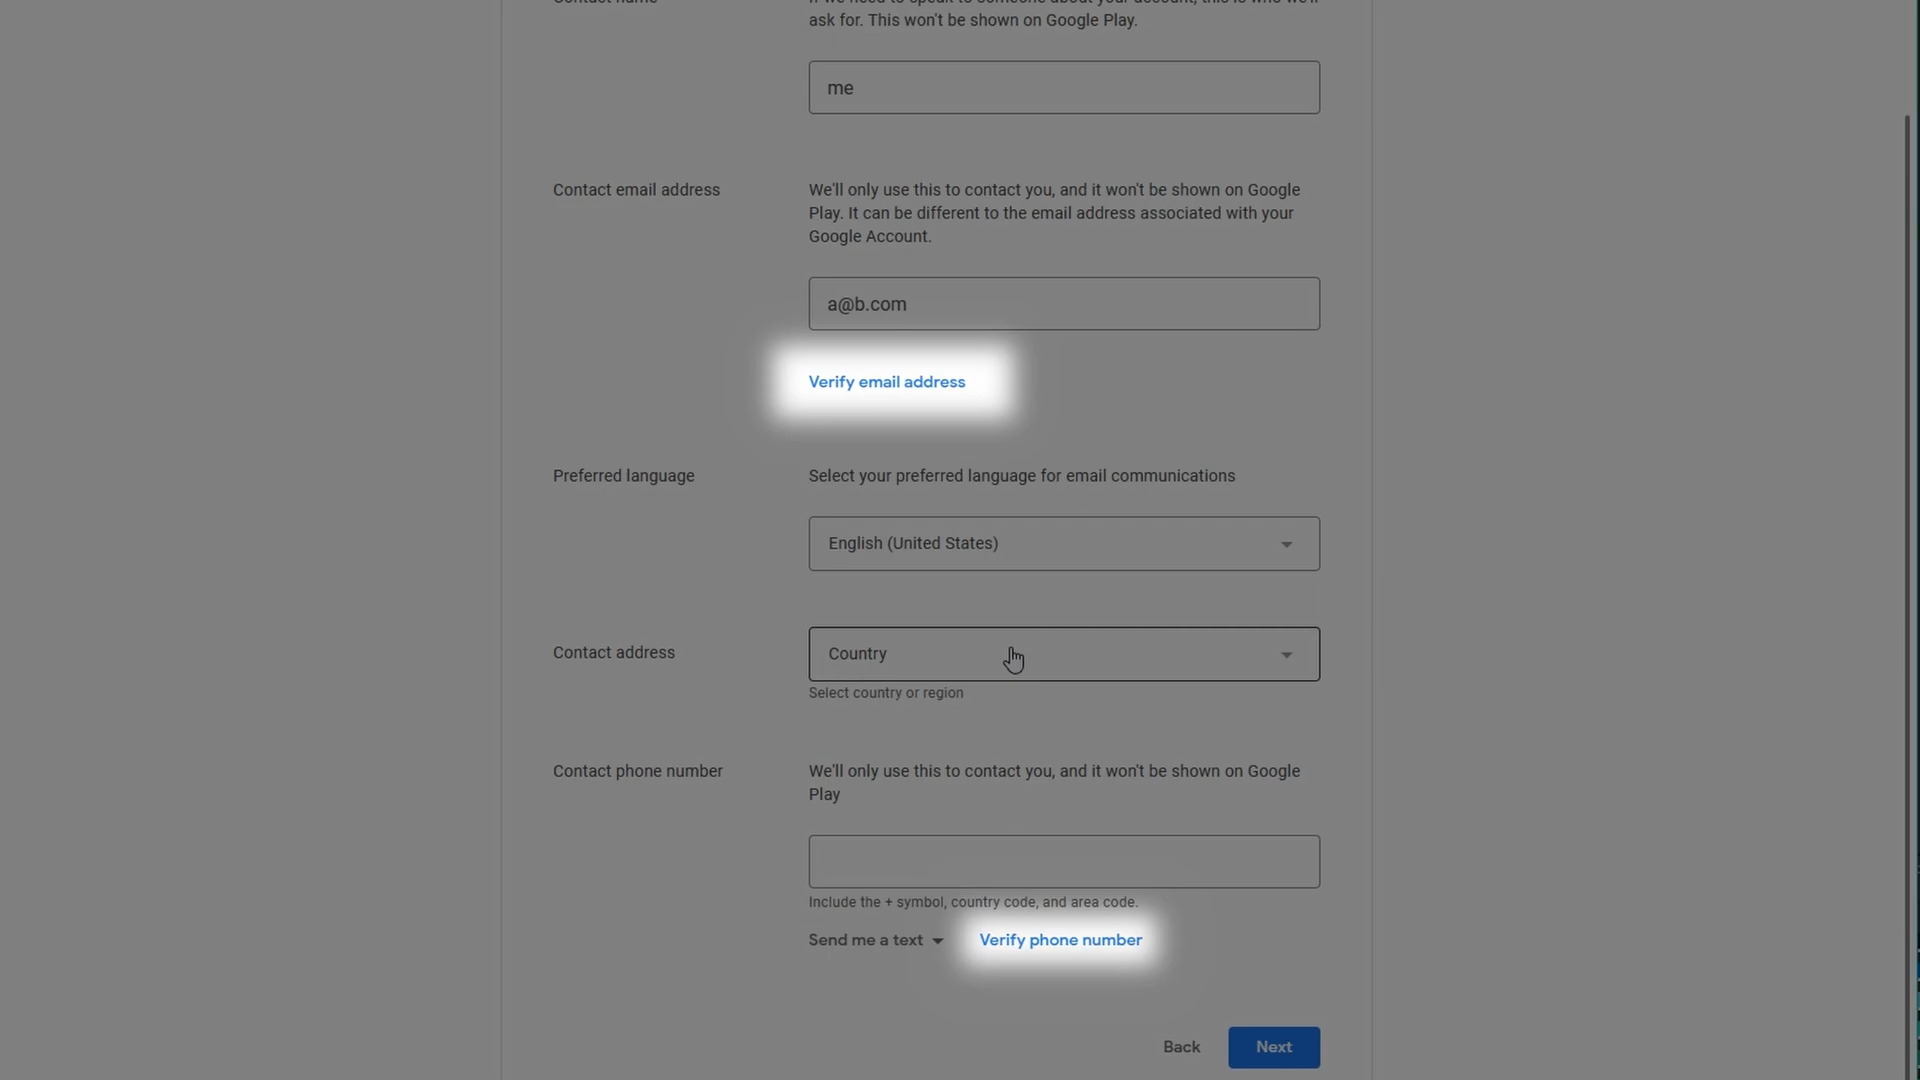 ask for. This won't be shown on Google Play.
me
Contact email address
We'll only use this to contact you, and it won't be shown on Google
Play. It can be different to the email address associated with your
Google Account.
a@b.com
Verify email address
Preferred language
Select your preferred language for email communications
English (United States)
Contact address
Country
Select country or region
Contact phone number
We'll only use this to contact you, and it won't be shown on Google
Play
Include the + symbol, country code, and area code.
Send me a text
Verify phone number
Back
Next